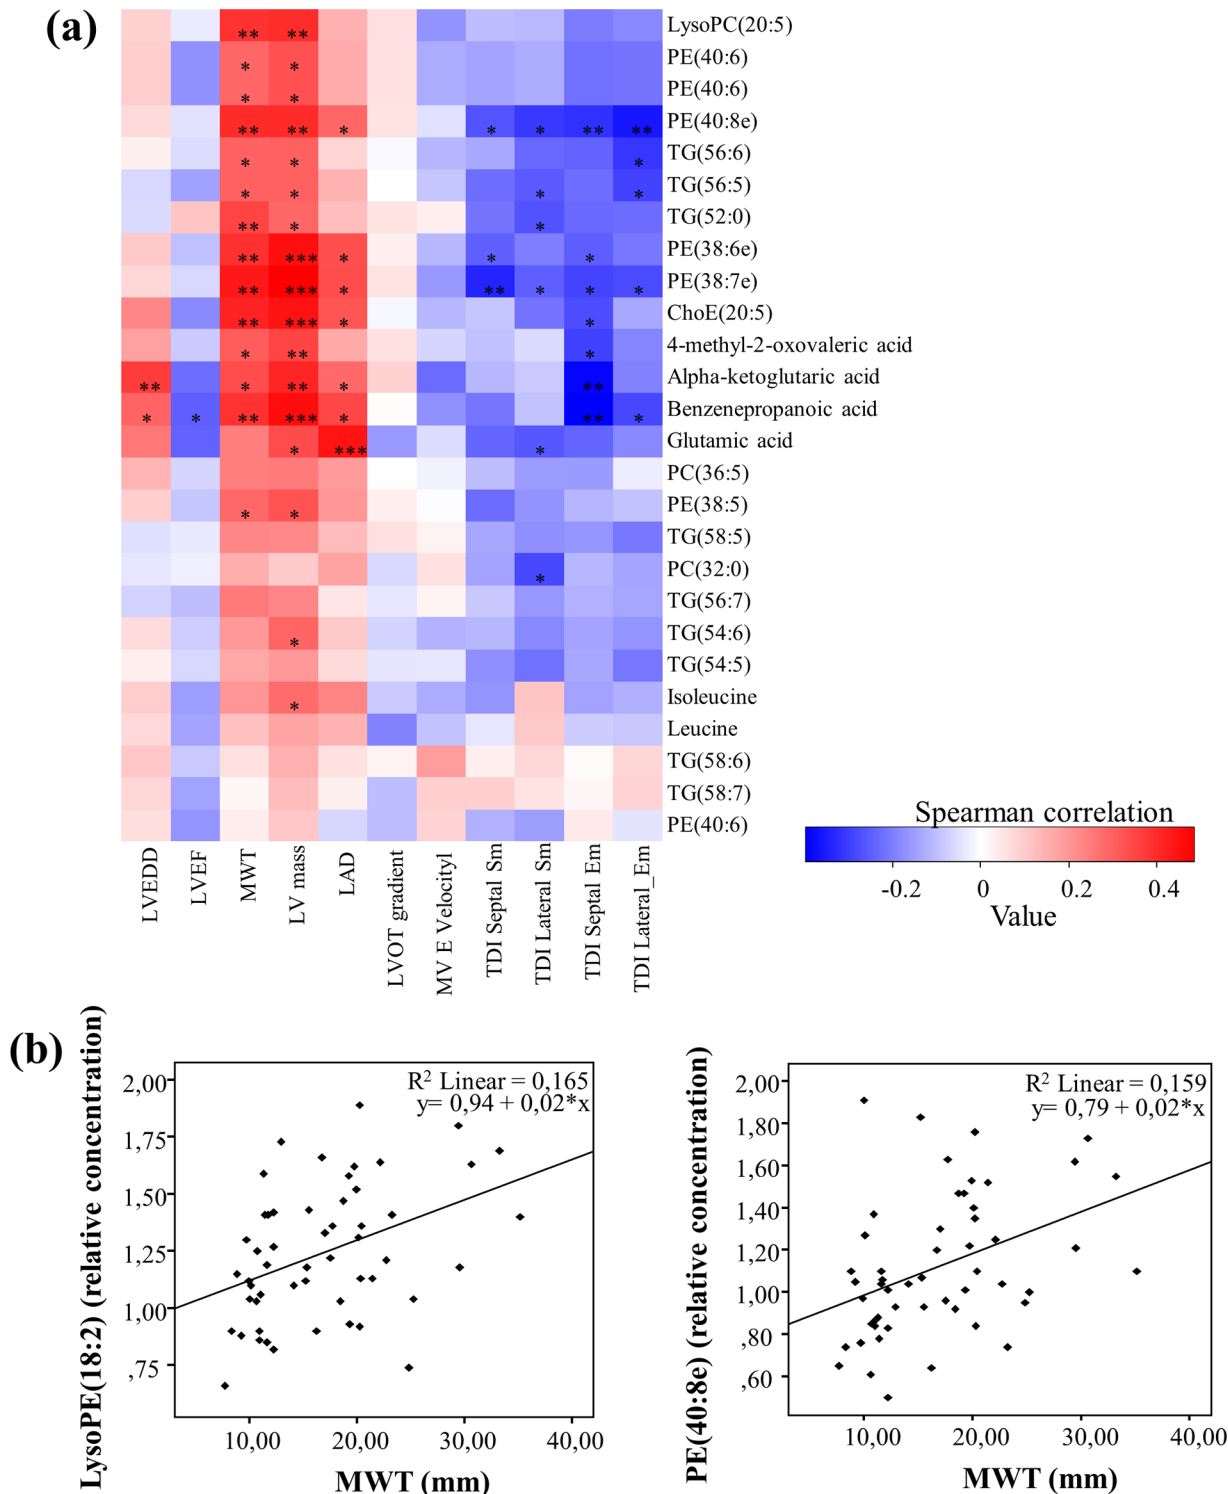 (a)
** ** LysoPC(20:5)
* * PE(40:6)
* * PE(40:6)
** ** * * * ** ** PE(40:8e)
* * * TG(56:6)
* * * * TG(56:5)
** * * TG(52:0)
** *** * * * PE(38:6e)
** *** * ** * * * PE(38:7e)
** *** * * ChoE(20:5)
* ** * 4-methyl-2-oxovaleric acid
** * ** * ** Alpha-ketoglutaric acid
* * ** *** * ** * Benzenepropanoic acid
* *** * Glutamic acid
PC(36:5)
* * PE(38:5)
TG(58:5)
* PC(32:0)
TG(56:7)
* TG(54:6)
TG(54:5)
* Isoleucine
Leucine
TG(58:6)
TG(58:7)
PE(40:6)
LVEDD
LVEF
MWT
LV mass
LAD
LVOT gradient
MV E Velocityl
TDI Septal Sm
TDI Lateral Sm
TDI Septal Em
TDI Lateral_Em
Spearman correlation
-0.2 0 0.2 0.4
Value
(b)
LysoPE(18:2) (relative concentration)
2,00
1,75
1,50
1,25
1,00
,75
R² Linear = 0,165
y= 0,94 + 0,02*x
10,00 20,00 30,00 40,00
MWT (mm)
PE(40:8e) (relative concentration)
2,00
1,80
1,60
1,40
1,20
1,00
,80
,60
R² Linear = 0,159
y= 0,79 + 0,02*x
10,00 20,00 30,00 40,00
MWT (mm)